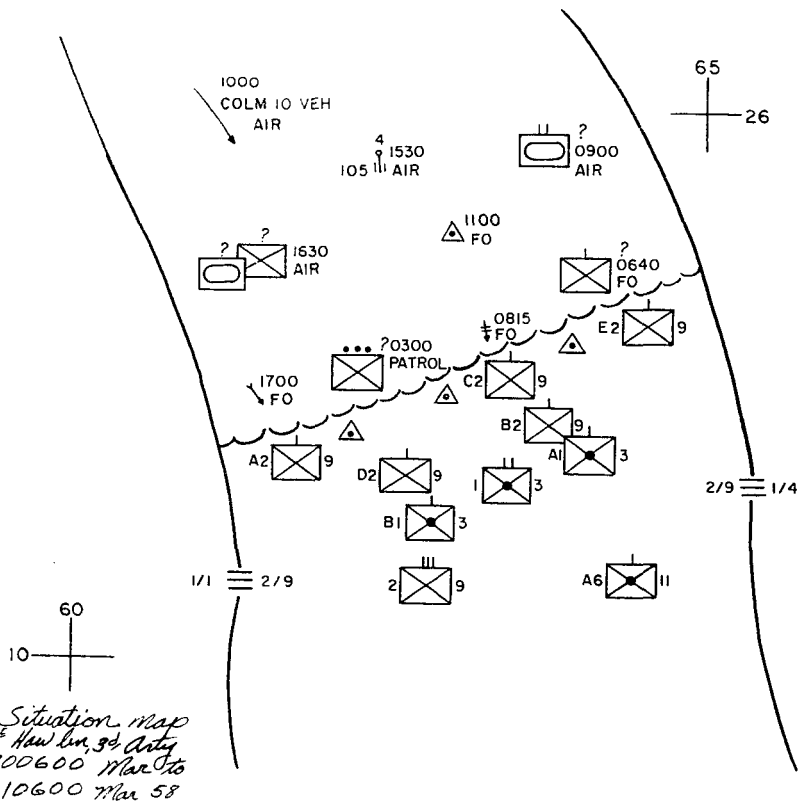 65
26
1000
COLM 10 VEH
AIR
4
1530
105 AIR
?
0900
AIR
1100
FO
? ?
1630
AIR
?
0640
FO
0815
FO
E2 9
?0300
PATROL
C2 9
1700
FO
B2 9
A1 3
A2 9
D2 9
1 3
2/9 1/4
B1 3
1/1 2/9
2 9
A6 11
60
10
Situation map
How bn, 3d Arty
00600 Mar to
10600 Mar 58